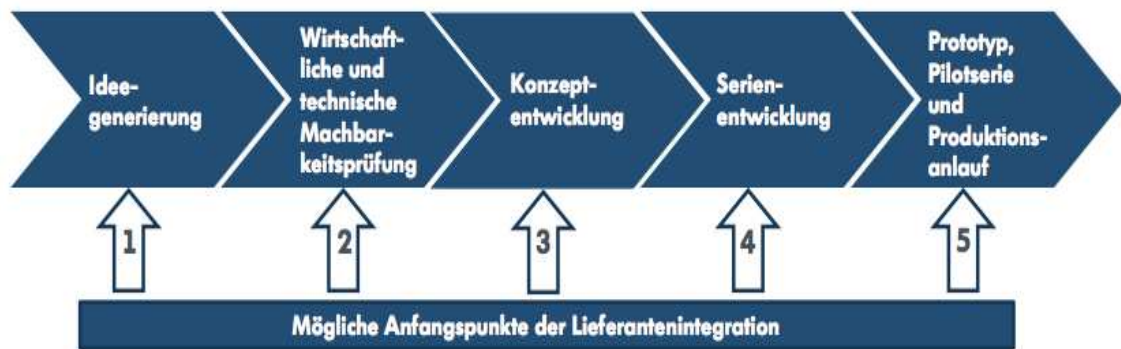 Idee-
generierung
Wirtschaft-
liche und
technische
Machbar-
keitsprüfung
Konzept-
entwicklung
Serien-
entwicklung
Prototyp,
Pilotserie
und
Produktions-
anlauf
1
2
3
4
5
Mögliche Anfangspunkte der Lieferantenintegration